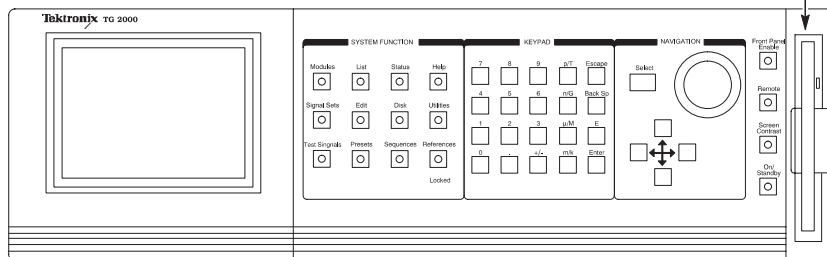 Tektronix TG 2000
SYSTEM FUNCTION
Modules List Status Help
Signal Sets Edit Disk Utilities
Test Singnals Presets Sequences References
Locked
KEYPAD
7 8 9 p/T Escape
4 5 6 n/G Back Sp
1 2 3 µ/M E
0 . +/- m/k Enter
NAVIGATION
Select
Front Panel
Enable
Remote
Screen
Contrast
On/
Standby